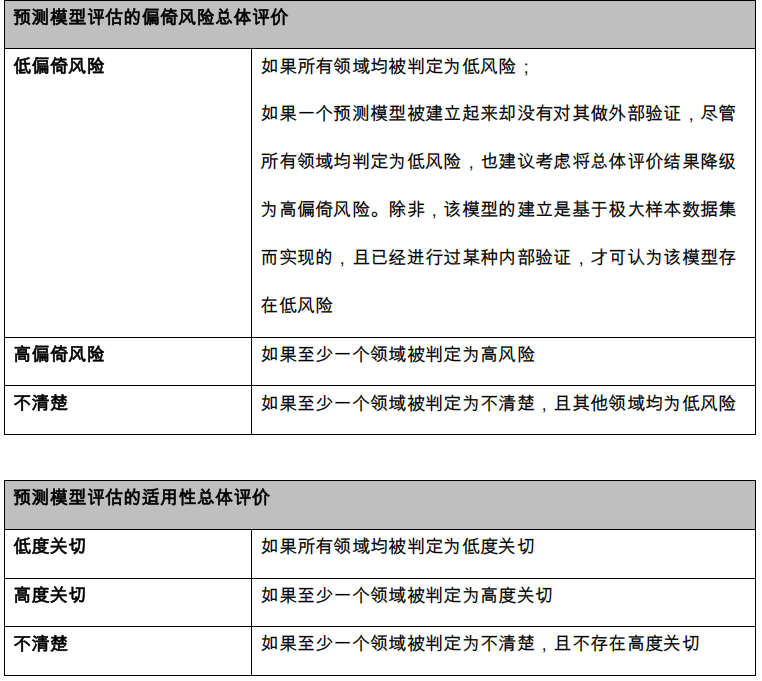 预测模型评估的偏倚风险总体评价
低偏倚风险
如果所有领域均被判定为低风险；
如果一个预测模型被建立起来却没有对其做外部验证，尽管
所有领域均判定为低风险，也建议考虑将总体评价结果降级
为高偏倚风险。除非，该模型的建立是基于极大样本数据集
而实现的，且已经进行过某种内部验证，才可认为该模型存
在低风险
高偏倚风险
如果至少一个领域被判定为高风险
不清楚
如果至少一个领域被判定为不清楚，且其他领域均为低风险
预测模型评估的适用性总体评价
低度关切
如果所有领域均被判定为低度关切
高度关切
如果至少一个领域被判定为高度关切
不清楚
如果至少一个领域被判定为不清楚，且不存在高度关切